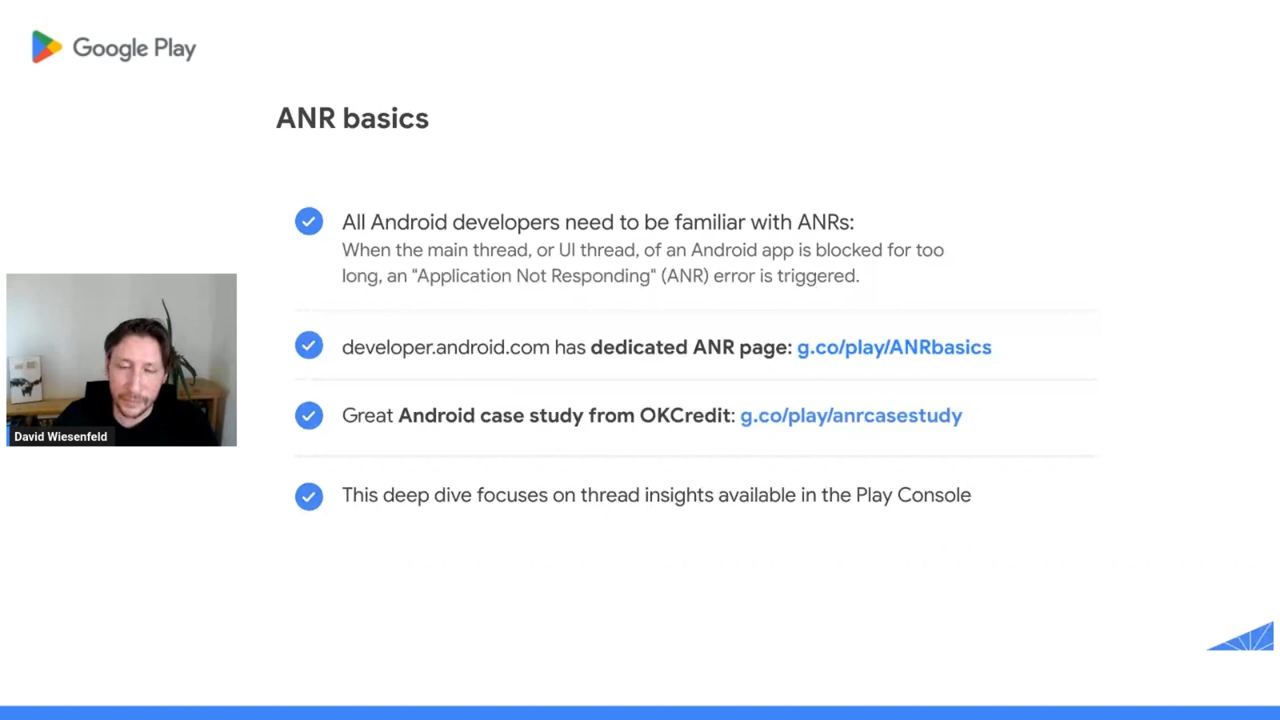 Google Play
ANR basics
All Android developers need to be familiar with ANRs:
When the main thread, or UI thread, of an Android app is blocked for too
long, an "Application Not Responding" (ANR) error is triggered.
developer.android.com has dedicated ANR page: g.co/play/ANRbasics
Great Android case study from OKCredit: g.co/play/anrcasestudy
This deep dive focuses on thread insights available in the Play Console
David Wiesenfeld